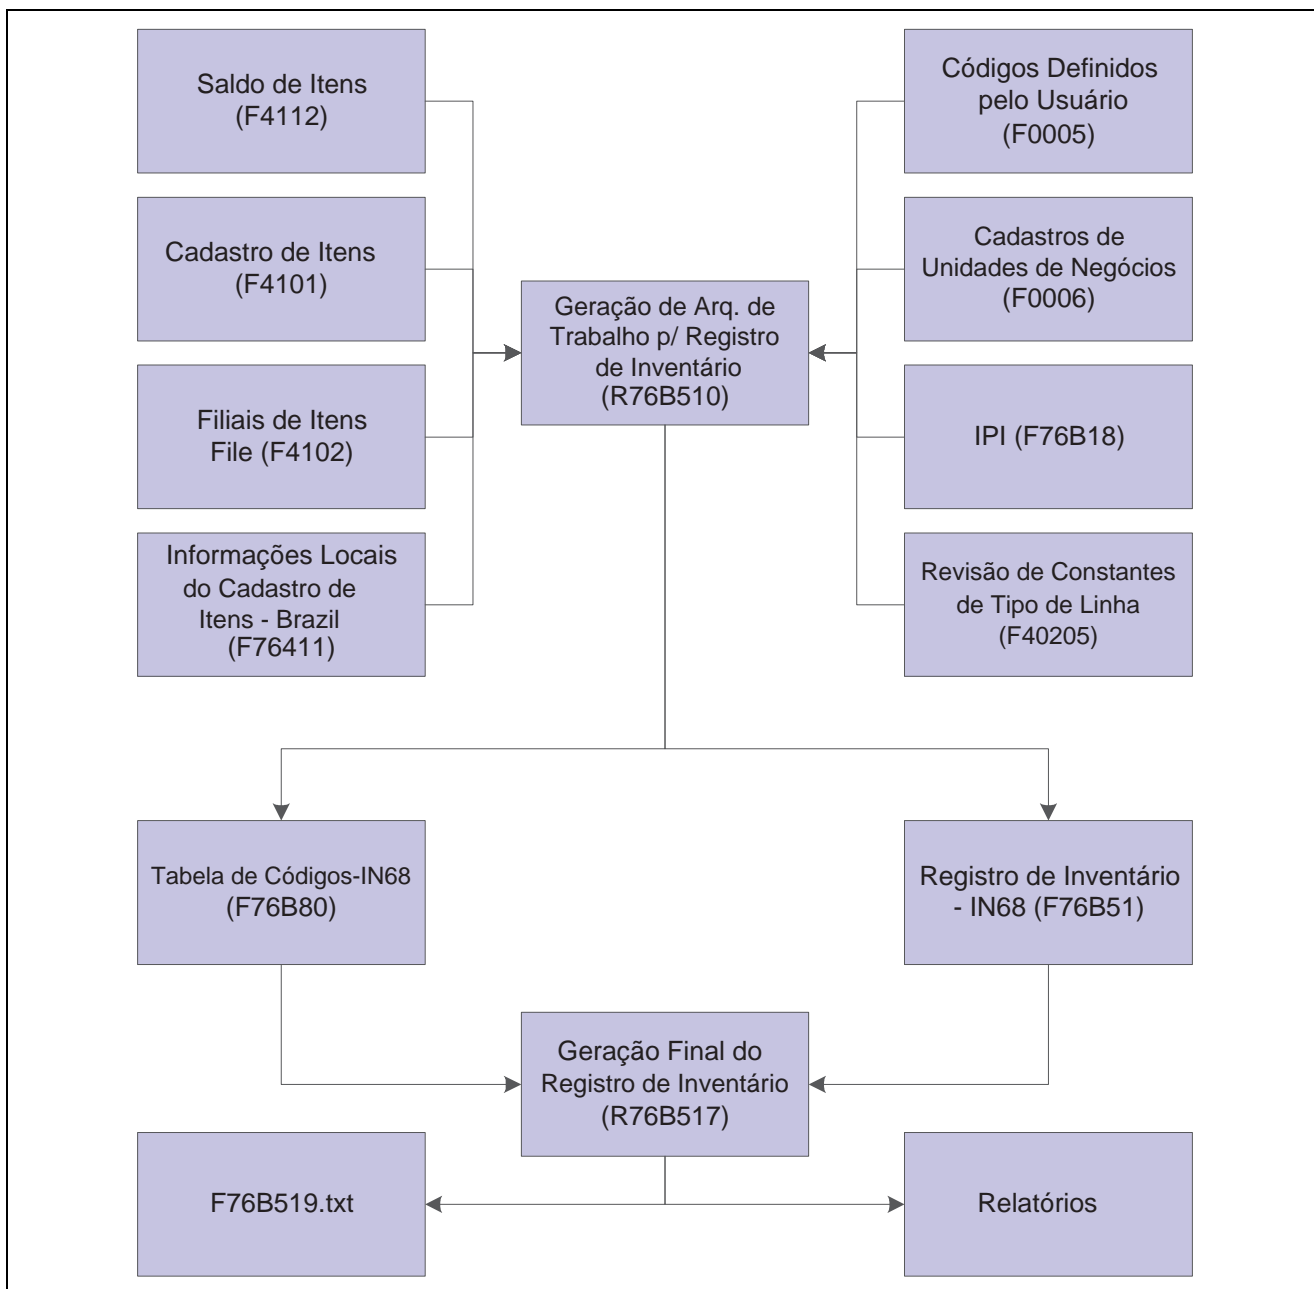 Saldo de Itens
(F4112)
Códigos Definidos
pelo Usuário
(F0005)
Cadastro de Itens
(F4101)
Cadastros de
Unidades de Negócios
(F0006)
Geração de Arq. de
Trabalho p/ Registro
de Inventário
(R76B510)
Filiais de Itens
File (F4102)
IPI (F76B18)
Informações Locais
do Cadastro de
Itens - Brazil
(F76411)
Revisão de Constantes
de Tipo de Linha
(F40205)
Tabela de Códigos-IN68
(F76B80)
Registro de Inventário
- IN68 (F76B51)
Geração Final do
Registro de Inventário
(R76B517)
F76B519.txt
Relatórios